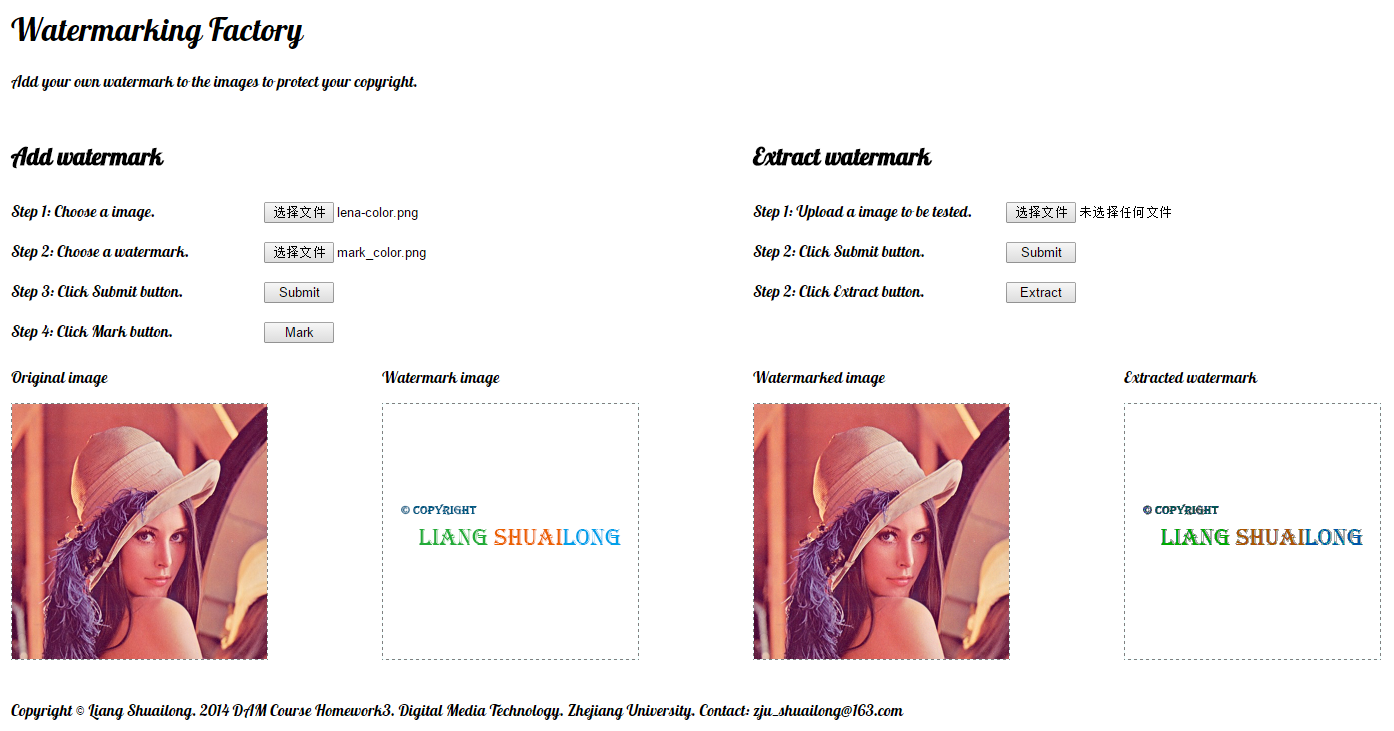 Watermarking Factory
Add your own watermark to the images to protect your copyright.
Add watermark
Step 1: Choose a image.
选择文件 lena-color.png
Step 2: Choose a watermark.
选择文件 mark_color.png
Step 3: Click Submit button.
Submit
Step 4: Click Mark button.
Mark
Extract watermark
Step 1: Upload a image to be tested.
选择文件 未选择任何文件
Step 2: Click Submit button.
Submit
Step 2: Click Extract button.
Extract
Original image
Watermark image
© COPYRIGHT
LIANG SHUAILONG
Watermarked image
Extracted watermark
© COPYRIGHT
LIANG SHUAILONG
Copyright © Liang Shuailong. 2014 DAM Course Homework3. Digital Media Technology. Zhejiang University. Contact: zju_shuailong@163.com